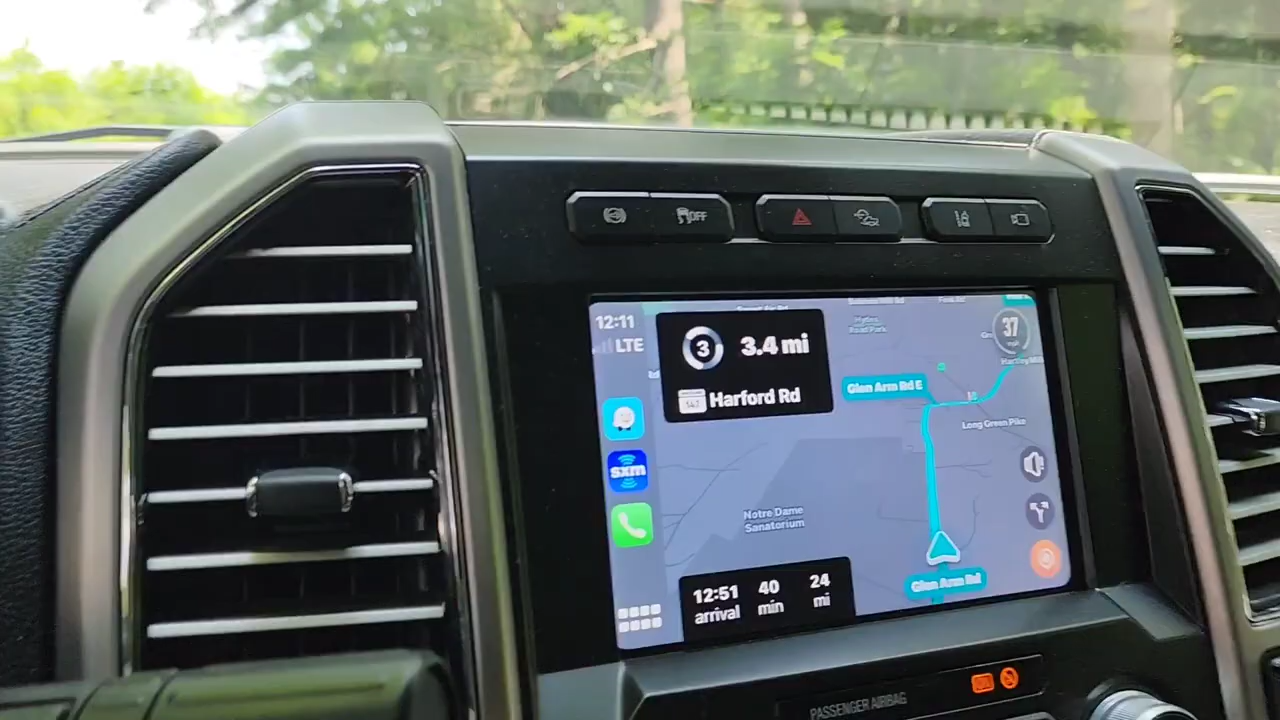 OFF
12:11
LTE
3
3.4 mi
Harford Rd
sxm
Glen Arm Rd E
37
Long Green Pike
Notre Dame
Sanatorium
Glen Arm Rd
12:51 40 24
arrival min mi
PASSENGER AIRBAG